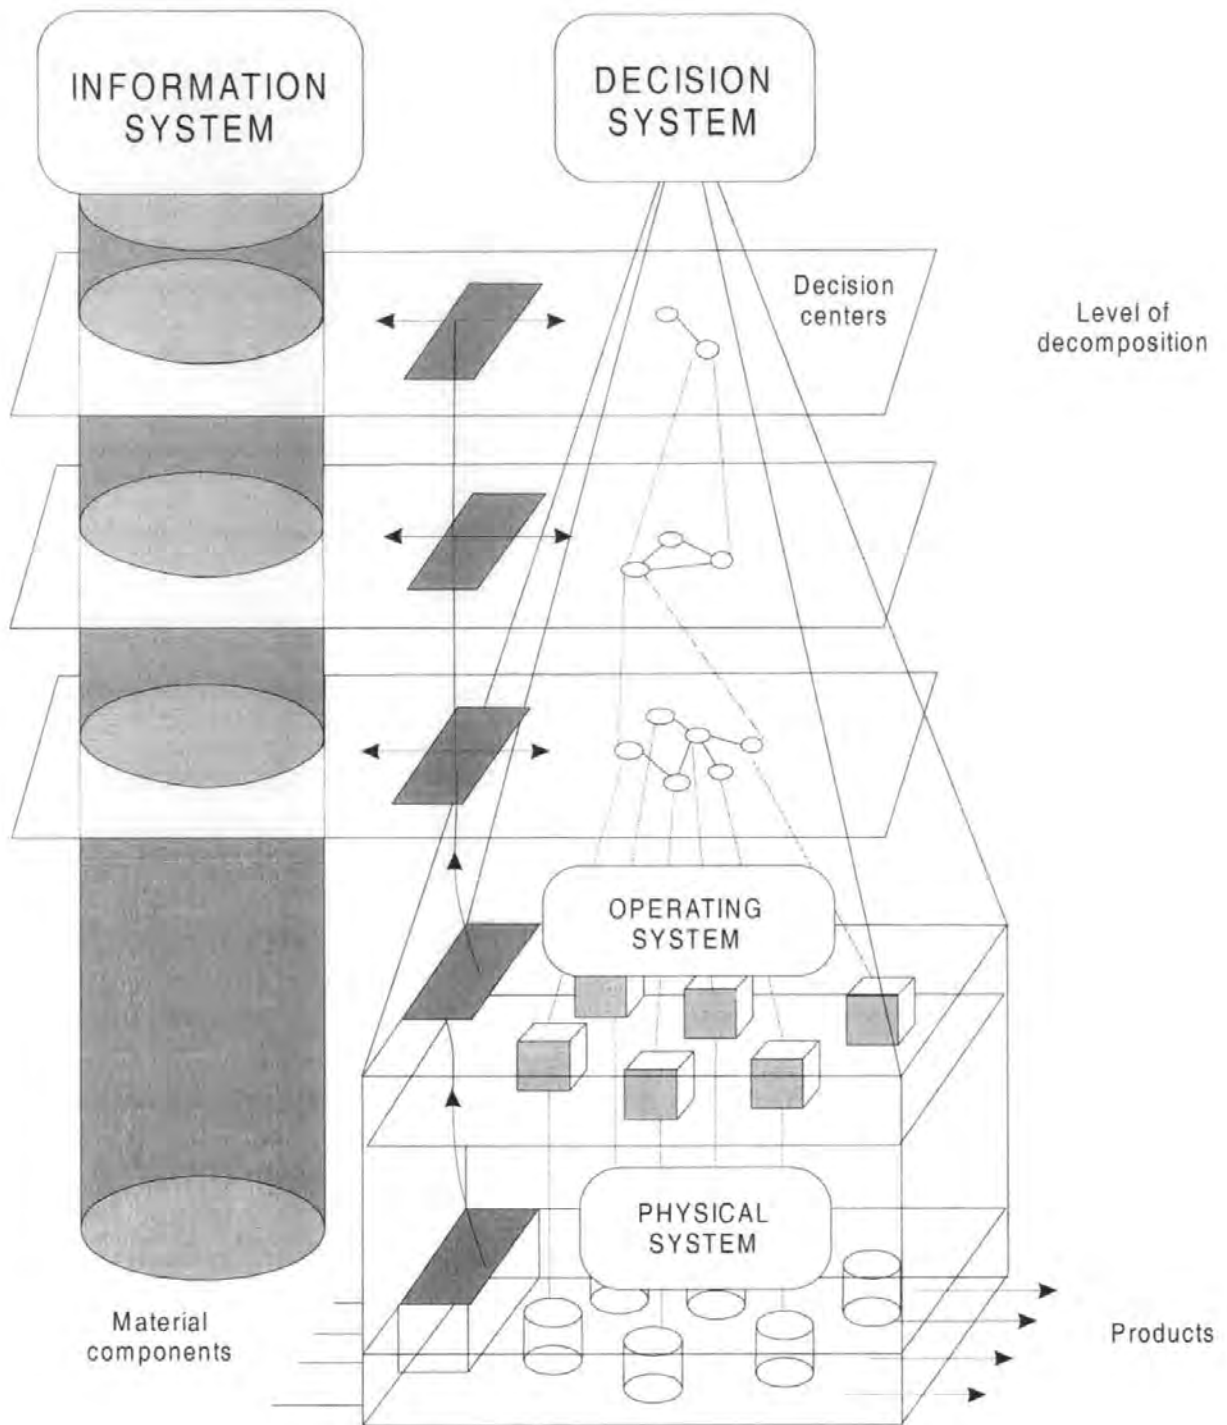 INFORMATION
SYSTEM
DECISION
SYSTEM
Decision
centers
Level of
decomposition
OPERATING
SYSTEM
PHYSICAL
SYSTEM
Material
components
Products